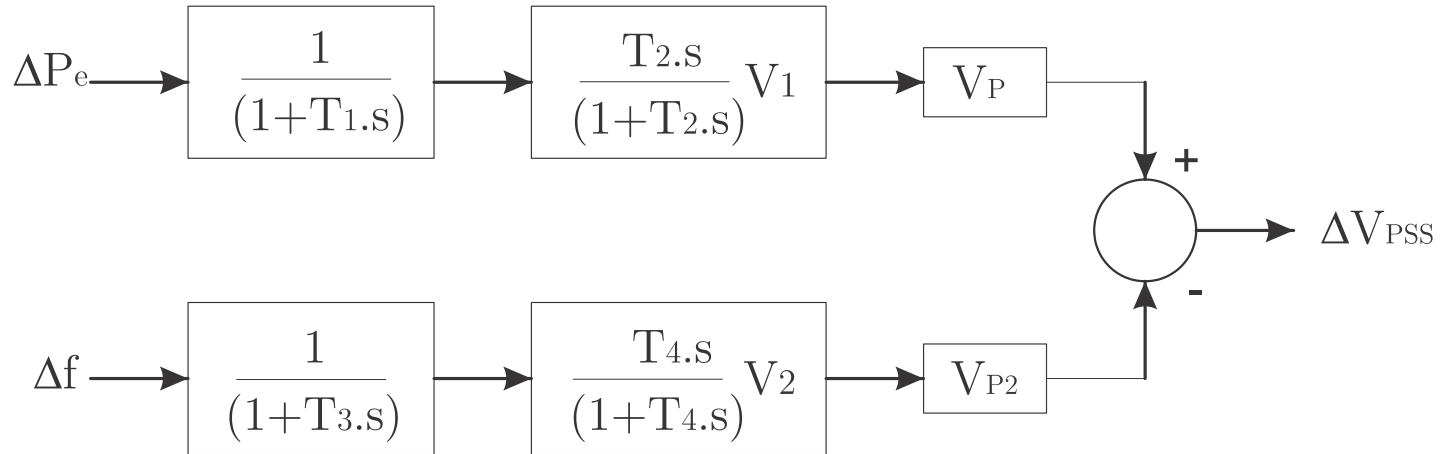 ΔPe
1
(1+T1.s)
T2.s
(1+T2.s)
V1
VP
+
ΔVPSS
-
Δf
1
(1+T3.s)
T4.s
(1+T4.s)
V2
VP2